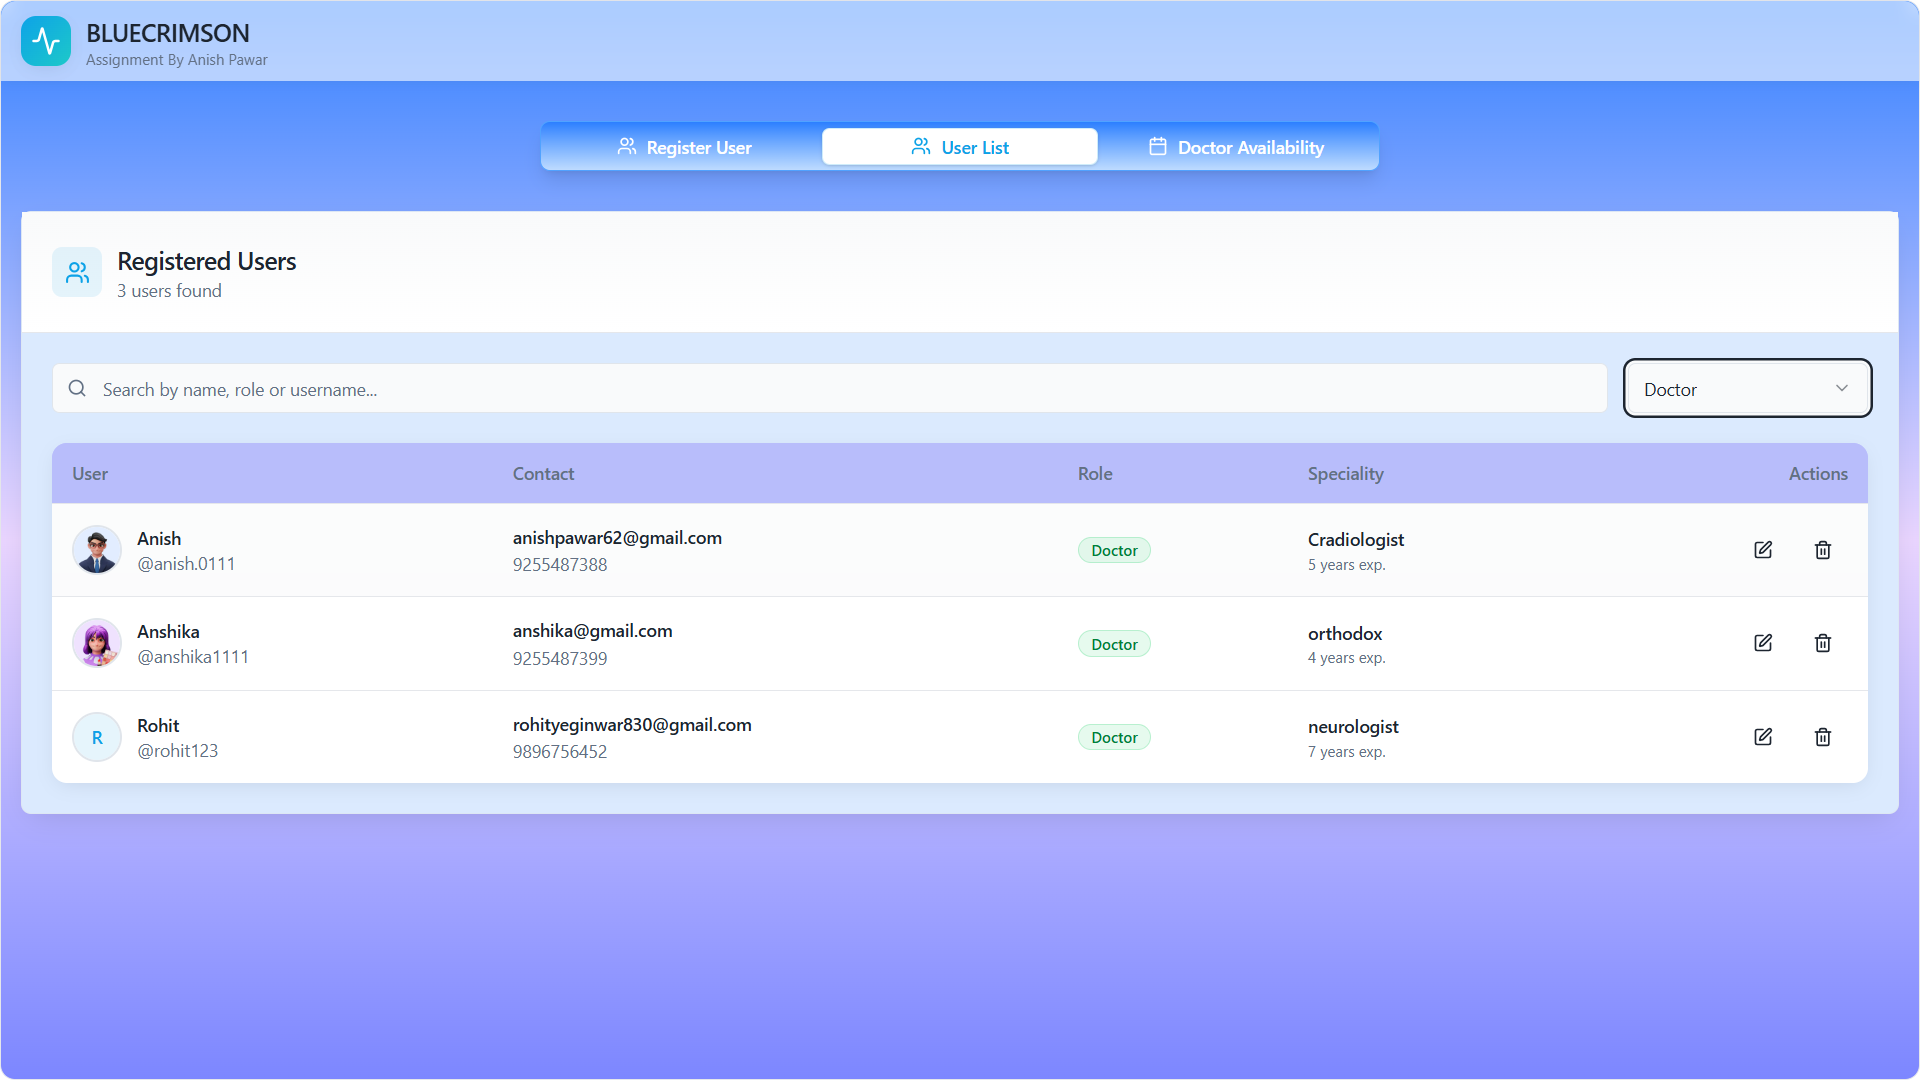 BLUECRIMSON
Assignment By Anish Pawar
Register User
User List
Doctor Availability
Registered Users
3 users found
Search by name, role or username...
Doctor
User Contact Role Speciality Actions
Anish anishpawar62@gmail.com Doctor Cradiologist
@anish.0111 9255487388 5 years exp.
Anshika anshika@gmail.com Doctor orthodox
@anshika1111 9255487399 4 years exp.
R Rohit rohityeginwar830@gmail.com Doctor neurologist
@rohit123 9896756452 7 years exp.